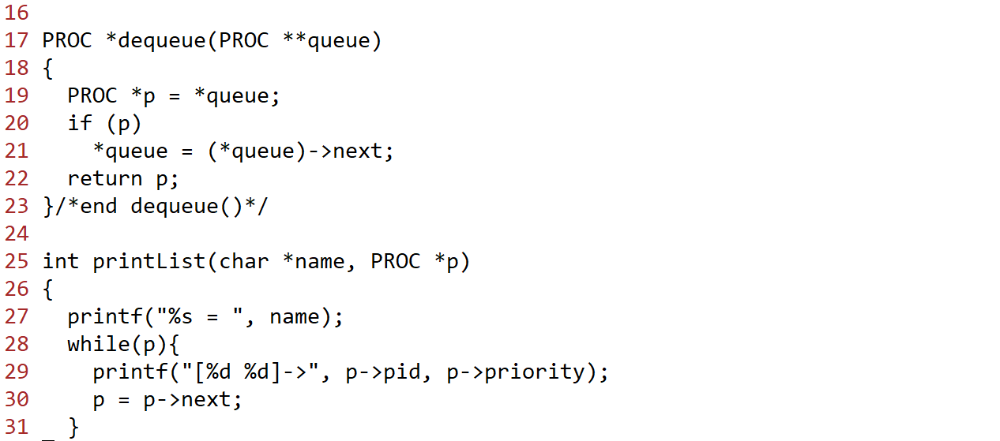 16
17 PROC *dequeue(PROC **queue)
18 {
19   PROC *p = *queue;
20   if (p)
21     *queue = (*queue)->next;
22   return p;
23 }/*end dequeue()*/
24
25 int printList(char *name, PROC *p)
26 {
27   printf("%s = ", name);
28   while(p){
29     printf("[%d %d]->", p->pid, p->priority);
30     p = p->next;
31   }